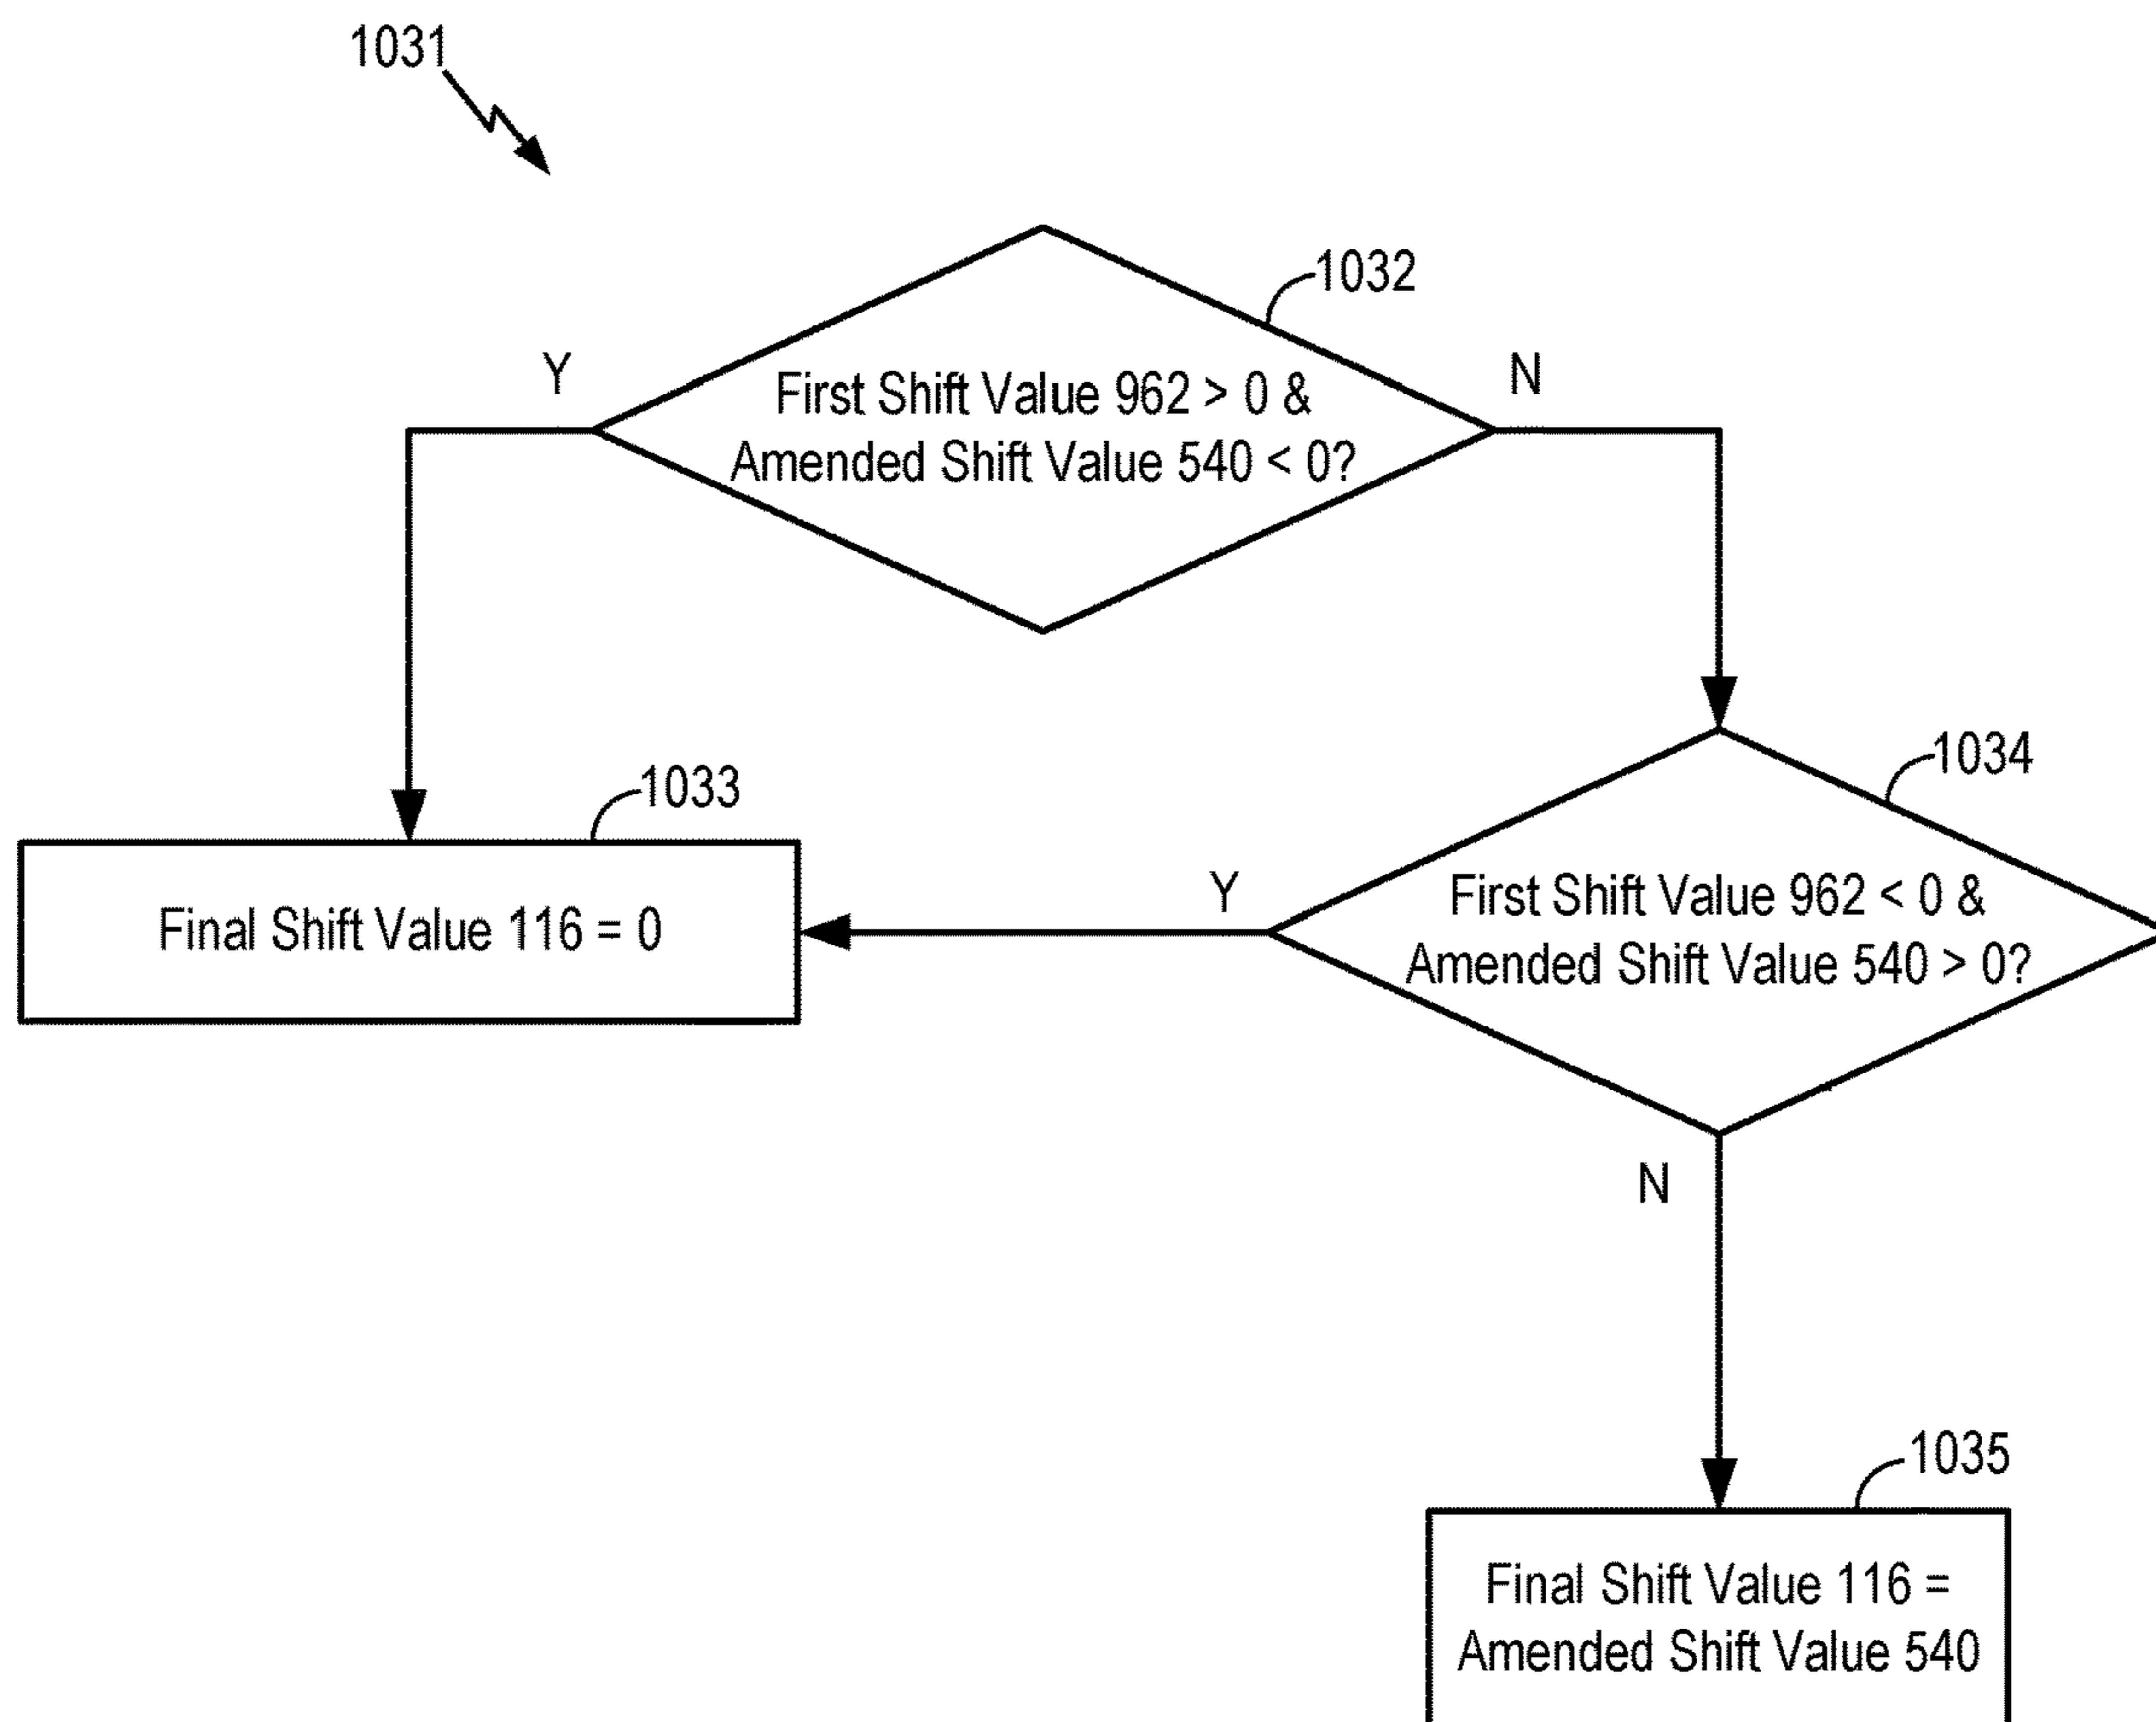 1031
1032
Y
N
First Shift Value 962 > 0 &
Amended Shift Value 540 < 0?
1034
1033
Y
First Shift Value 962 < 0 &
Amended Shift Value 540 > 0?
Final Shift Value 116 = 0
N
1035
Final Shift Value 116 =
Amended Shift Value 540